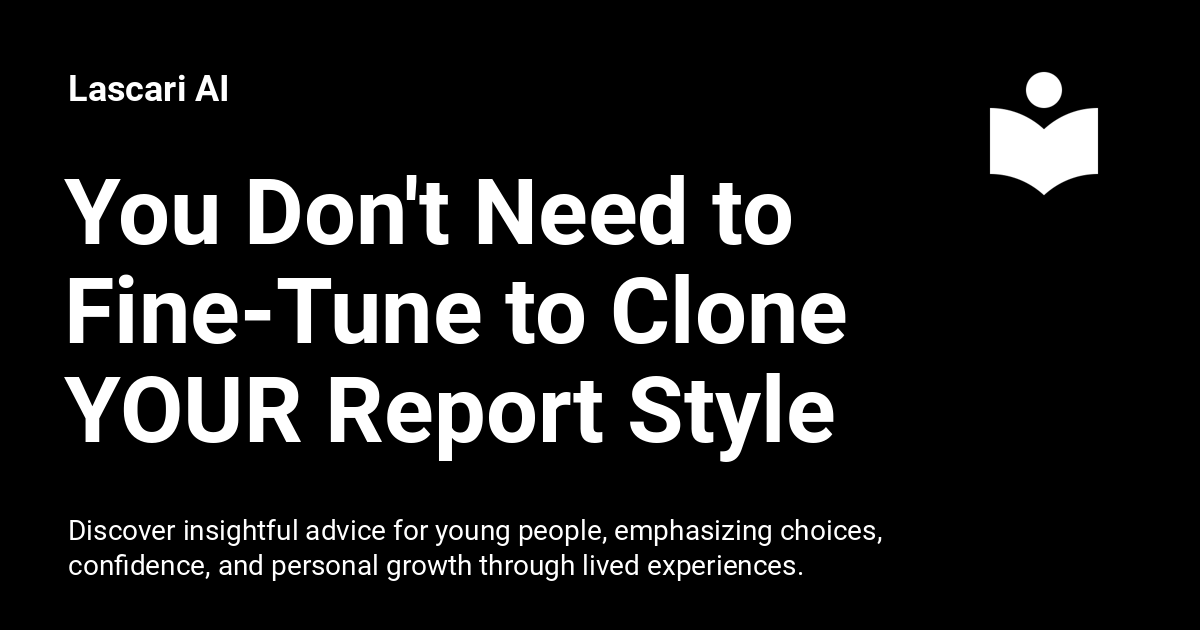 Lascari AI
You Don't Need to
Fine-Tune to Clone
YOUR Report Style
Discover insightful advice for young people, emphasizing choices,
confidence, and personal growth through lived experiences.